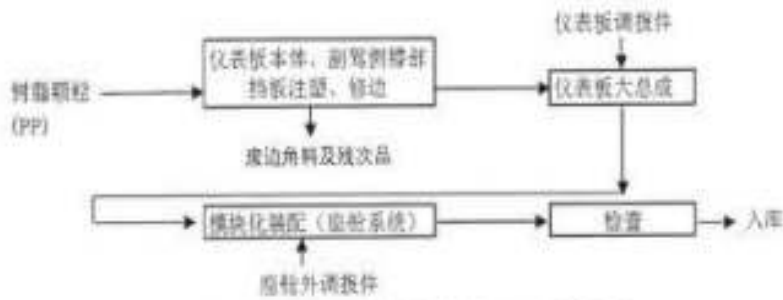 仪表板调拨件
仪表板本体、副驾侧膝部
挡板注塑、修边
树脂颗粒
(PP)
仪表板大总成
废边角料及残次品
模块化装配（座舱系统）
检查
入库
座舱外调拨件